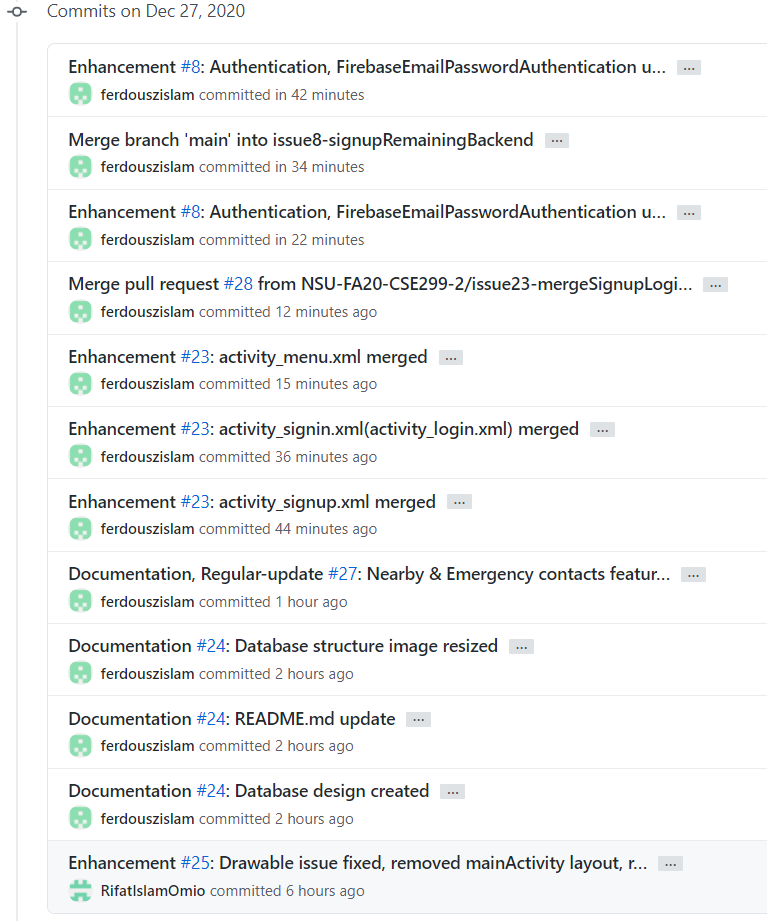 Commits on Dec 27, 2020
Enhancement #8: Authentication, FirebaseEmailPasswordAuthentication u... ...
ferdouszislam committed in 42 minutes
Merge branch 'main' into issue8-signupRemainingBackend ...
ferdouszislam committed in 34 minutes
Enhancement #8: Authentication, FirebaseEmailPasswordAuthentication u... ...
ferdouszislam committed in 22 minutes
Merge pull request #28 from NSU-FA20-CSE299-2/issue23-mergeSignupLogi... ...
ferdouszislam committed 12 minutes ago
Enhancement #23: activity_menu.xml merged ...
ferdouszislam committed 15 minutes ago
Enhancement #23: activity_signin.xml(activity_login.xml) merged ...
ferdouszislam committed 36 minutes ago
Enhancement #23: activity_signup.xml merged ...
ferdouszislam committed 44 minutes ago
Documentation, Regular-update #27: Nearby & Emergency contacts featur... ...
ferdouszislam committed 1 hour ago
Documentation #24: Database structure image resized ...
ferdouszislam committed 2 hours ago
Documentation #24: README.md update ...
ferdouszislam committed 2 hours ago
Documentation #24: Database design created ...
ferdouszislam committed 2 hours ago
Enhancement #25: Drawable issue fixed, removed mainActivity layout, r... ...
RifatIslamOmio committed 6 hours ago